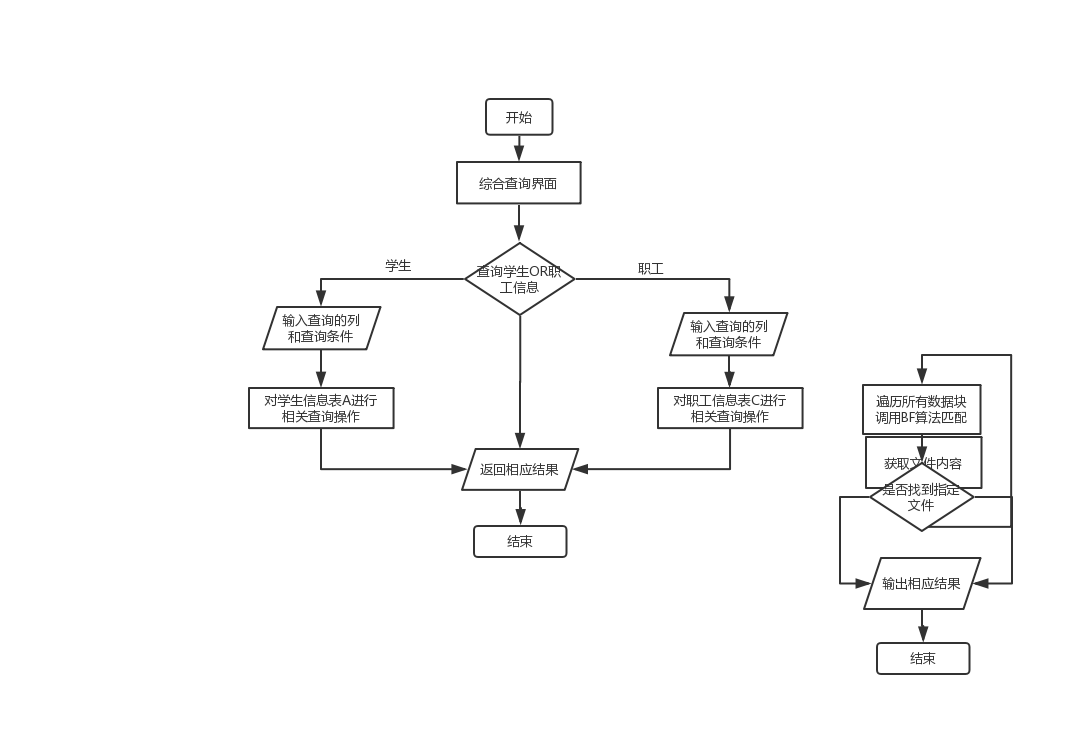 开始
综合查询界面
学生
职工
查询学生OR职
工信息
输入查询的列
和查询条件
输入查询的列
和查询条件
对学生信息表A进行
相关查询操作
对职工信息表C进行
相关查询操作
返回相应结果
结束
遍历所有数据块
调用BF算法匹配
获取文件内容
是否找到指定
文件
输出相应结果
结束